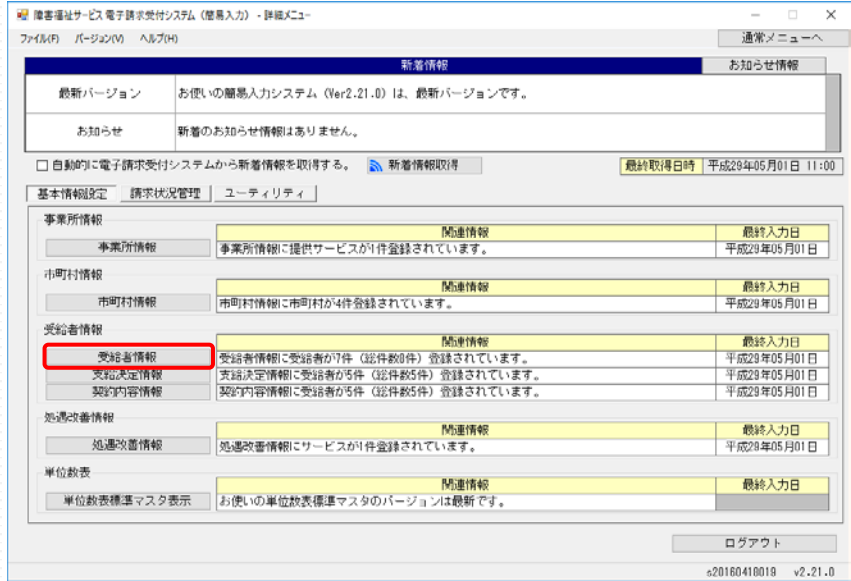 障害福祉サービス 電子請求受付システム (簡易入力) - 詳細メニュー
ファイル(F) バージョン(V) ヘルプ(H) 通常メニューへ
新着情報 お知らせ情報
最新バージョン お使いの簡易入力システム (Ver2.21.0) は、最新バージョンです。
お知らせ 新着のお知らせ情報はありません。
自動的に電子請求受付システムから新着情報を取得する。 新着情報取得 最終取得日時 平成29年05月01日 11:00
基本情報設定 請求状況管理 ユーティリティ
事業所情報
関連情報 最終入力日
事業所情報 事業所情報に提供サービスが1件登録されています。 平成29年05月01日
市町村情報
関連情報 最終入力日
市町村情報 市町村情報に市町村が4件登録されています。 平成29年05月01日
受給者情報
関連情報 最終入力日
受給者情報 受給者情報に受給者が7件 (総件数8件) 登録されています。 平成29年05月01日
支給決定情報 支給決定情報に受給者が5件 (総件数5件) 登録されています。 平成29年05月01日
契約内容情報 契約内容情報に受給者が5件 (総件数5件) 登録されています。 平成29年05月01日
処遇改善情報
関連情報 最終入力日
処遇改善情報 処遇改善情報にサービスが1件登録されています。 平成29年05月01日
単位数表
関連情報 最終入力日
単位数表標準マスタ表示 お使いの単位数表標準マスタのバージョンは最新です。
ログアウト
s20160410019 v2.21.0